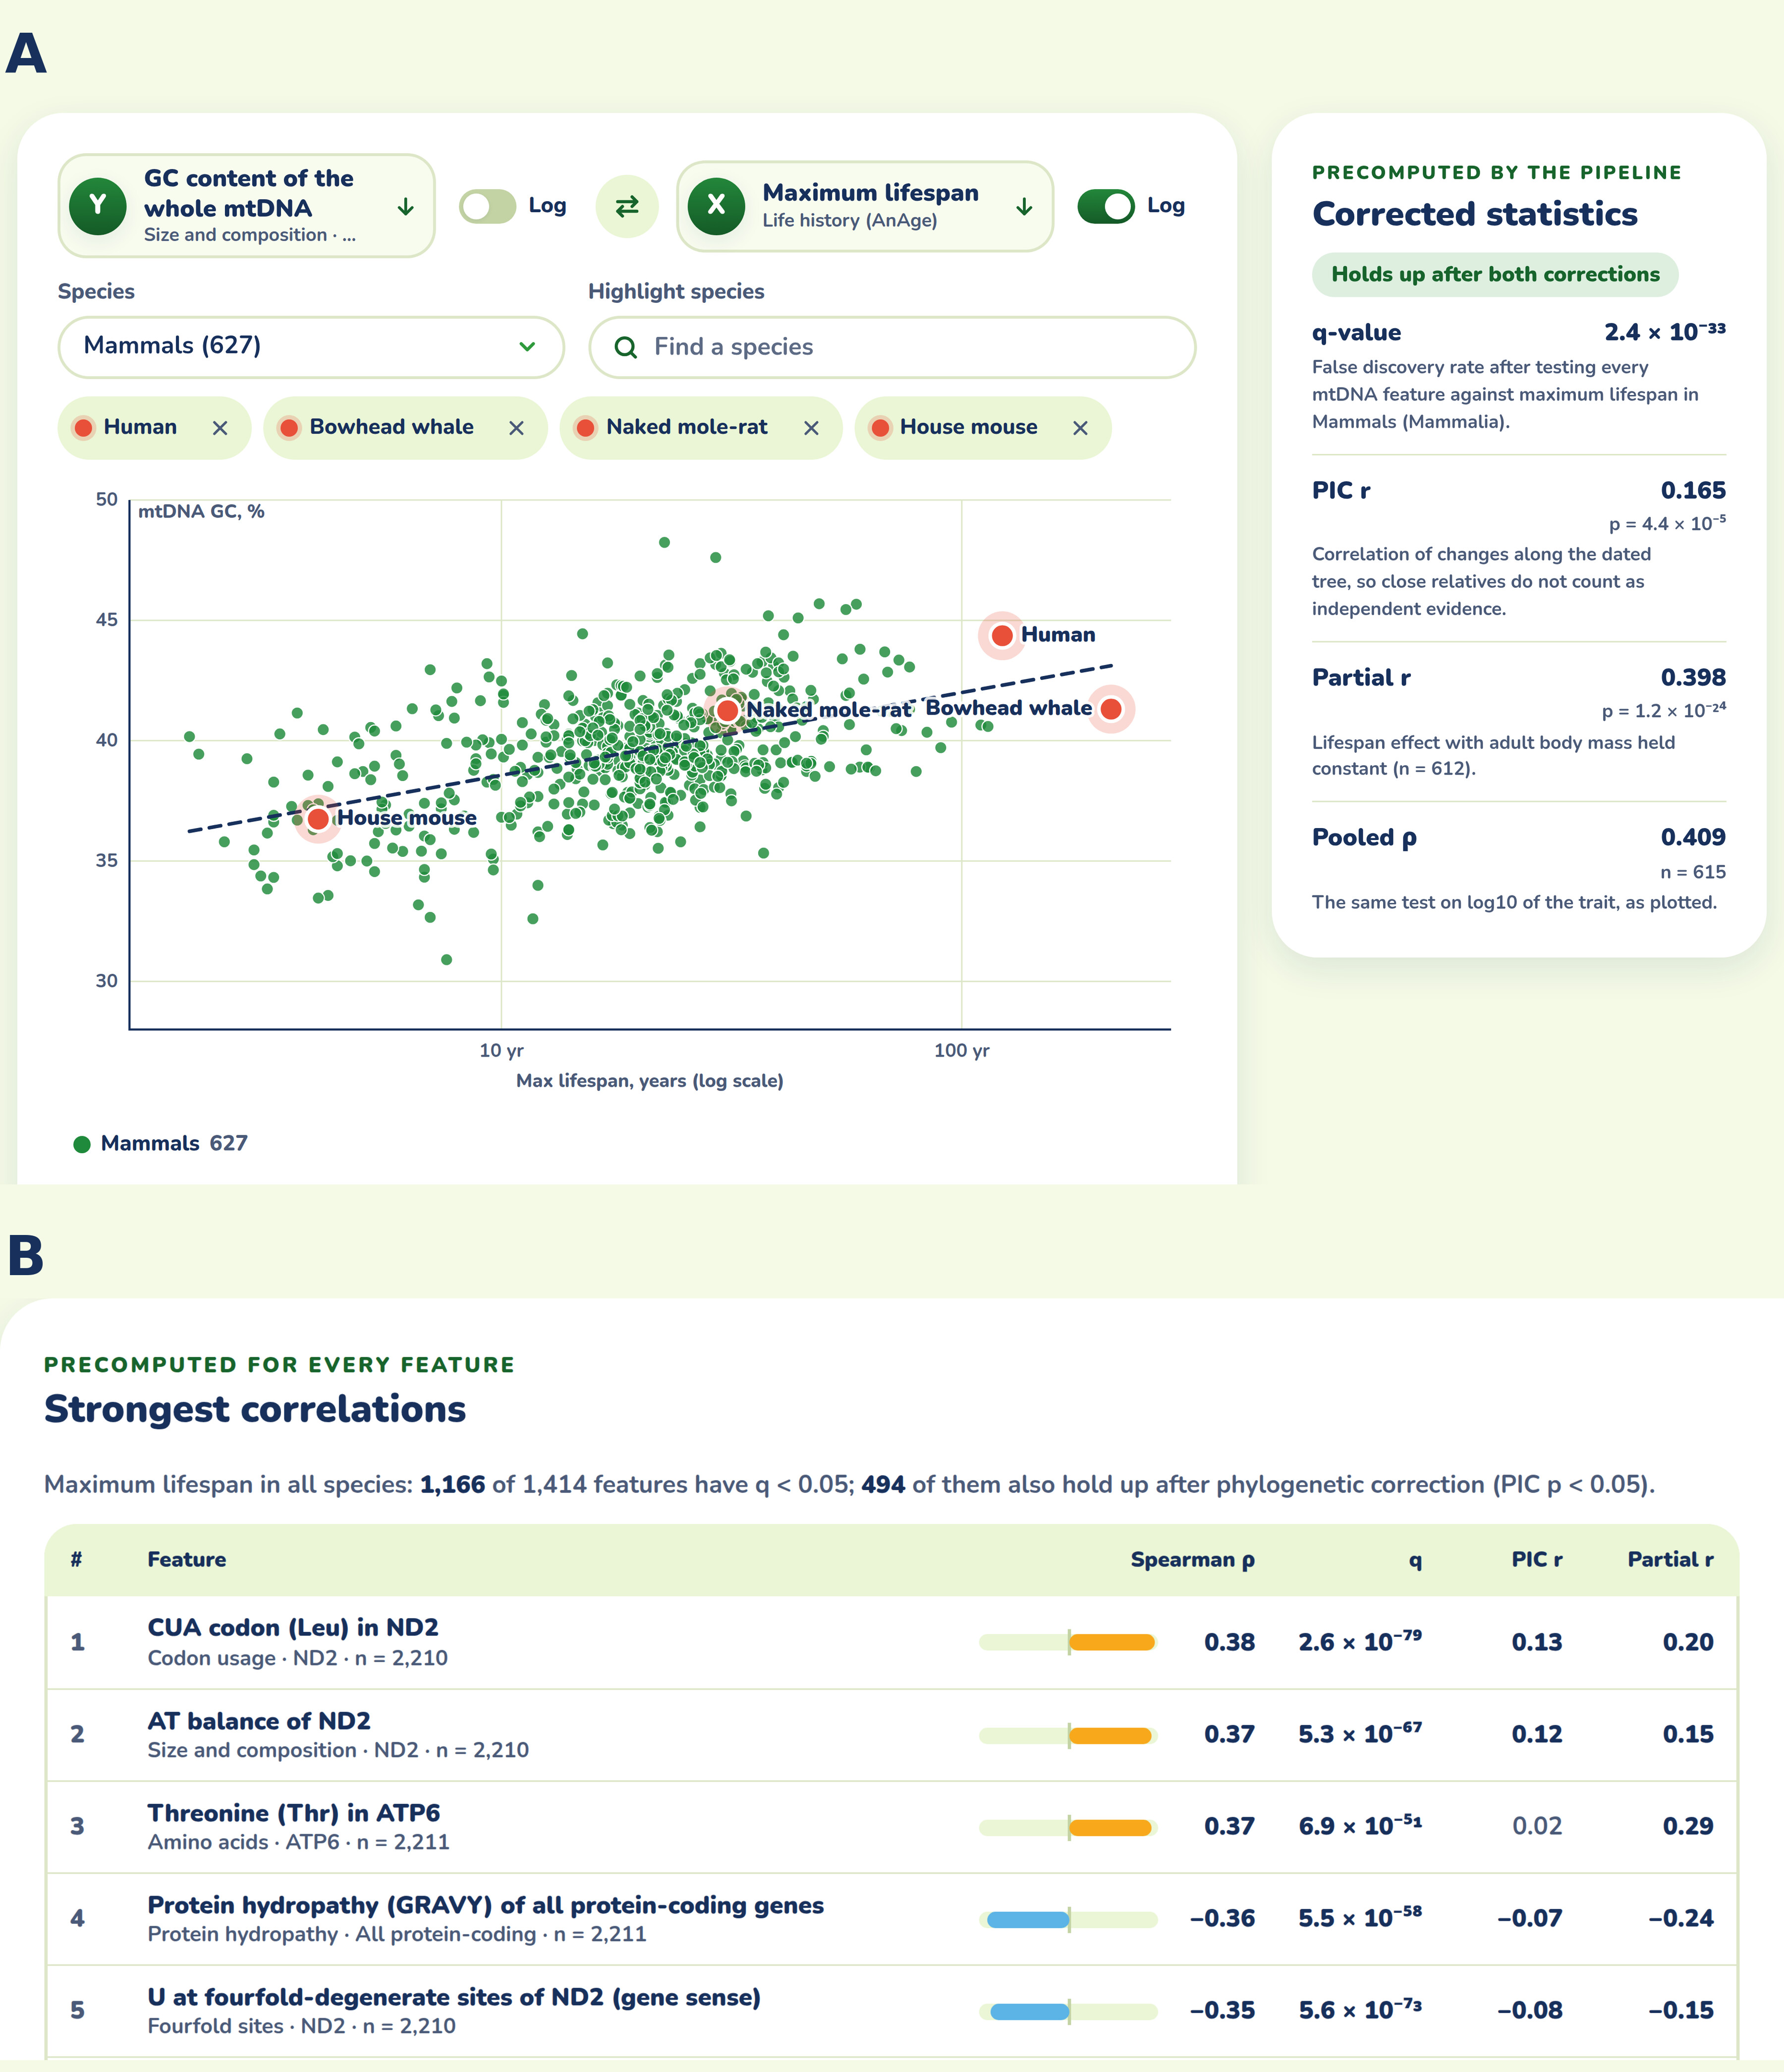 A
Y
GC content of the
whole mtDNA
Size and composition · ...
Log
X
Maximum lifespan
Life history (AnAge)
Log
Species
Highlight species
Mammals (627)
Find a species
Human
Bowhead whale
Naked mole-rat
House mouse
50
mtDNA GC, %
45
40
35
30
Human
Naked mole-rat
Bowhead whale
House mouse
10 yr
100 yr
Max lifespan, years (log scale)
Mammals 627
PRECOMPUTED BY THE PIPELINE
Corrected statistics
Holds up after both corrections
q-value 2.4 × 10⁻³³
False discovery rate after testing every
mtDNA feature against maximum lifespan in
Mammals (Mammalia).
PIC r 0.165
p = 4.4 × 10⁻⁵
Correlation of changes along the dated
tree, so close relatives do not count as
independent evidence.
Partial r 0.398
p = 1.2 × 10⁻²⁴
Lifespan effect with adult body mass held
constant (n = 612).
Pooled ρ 0.409
n = 615
The same test on log10 of the trait, as plotted.
B
PRECOMPUTED FOR EVERY FEATURE
Strongest correlations
Maximum lifespan in all species: 1,166 of 1,414 features have q < 0.05; 494 of them also hold up after phylogenetic correction (PIC p < 0.05).
# Feature Spearman ρ q PIC r Partial r
1 CUA codon (Leu) in ND2 0.38 2.6 × 10⁻⁷⁹ 0.13 0.20
Codon usage · ND2 · n = 2,210
2 AT balance of ND2 0.37 5.3 × 10⁻⁶⁷ 0.12 0.15
Size and composition · ND2 · n = 2,210
3 Threonine (Thr) in ATP6 0.37 6.9 × 10⁻⁵¹ 0.02 0.29
Amino acids · ATP6 · n = 2,211
4 Protein hydropathy (GRAVY) of all protein-coding genes −0.36 5.5 × 10⁻⁵⁸ −0.07 −0.24
Protein hydropathy · All protein-coding · n = 2,211
5 U at fourfold-degenerate sites of ND2 (gene sense) −0.35 5.6 × 10⁻⁷³ −0.08 −0.15
Fourfold sites · ND2 · n = 2,210